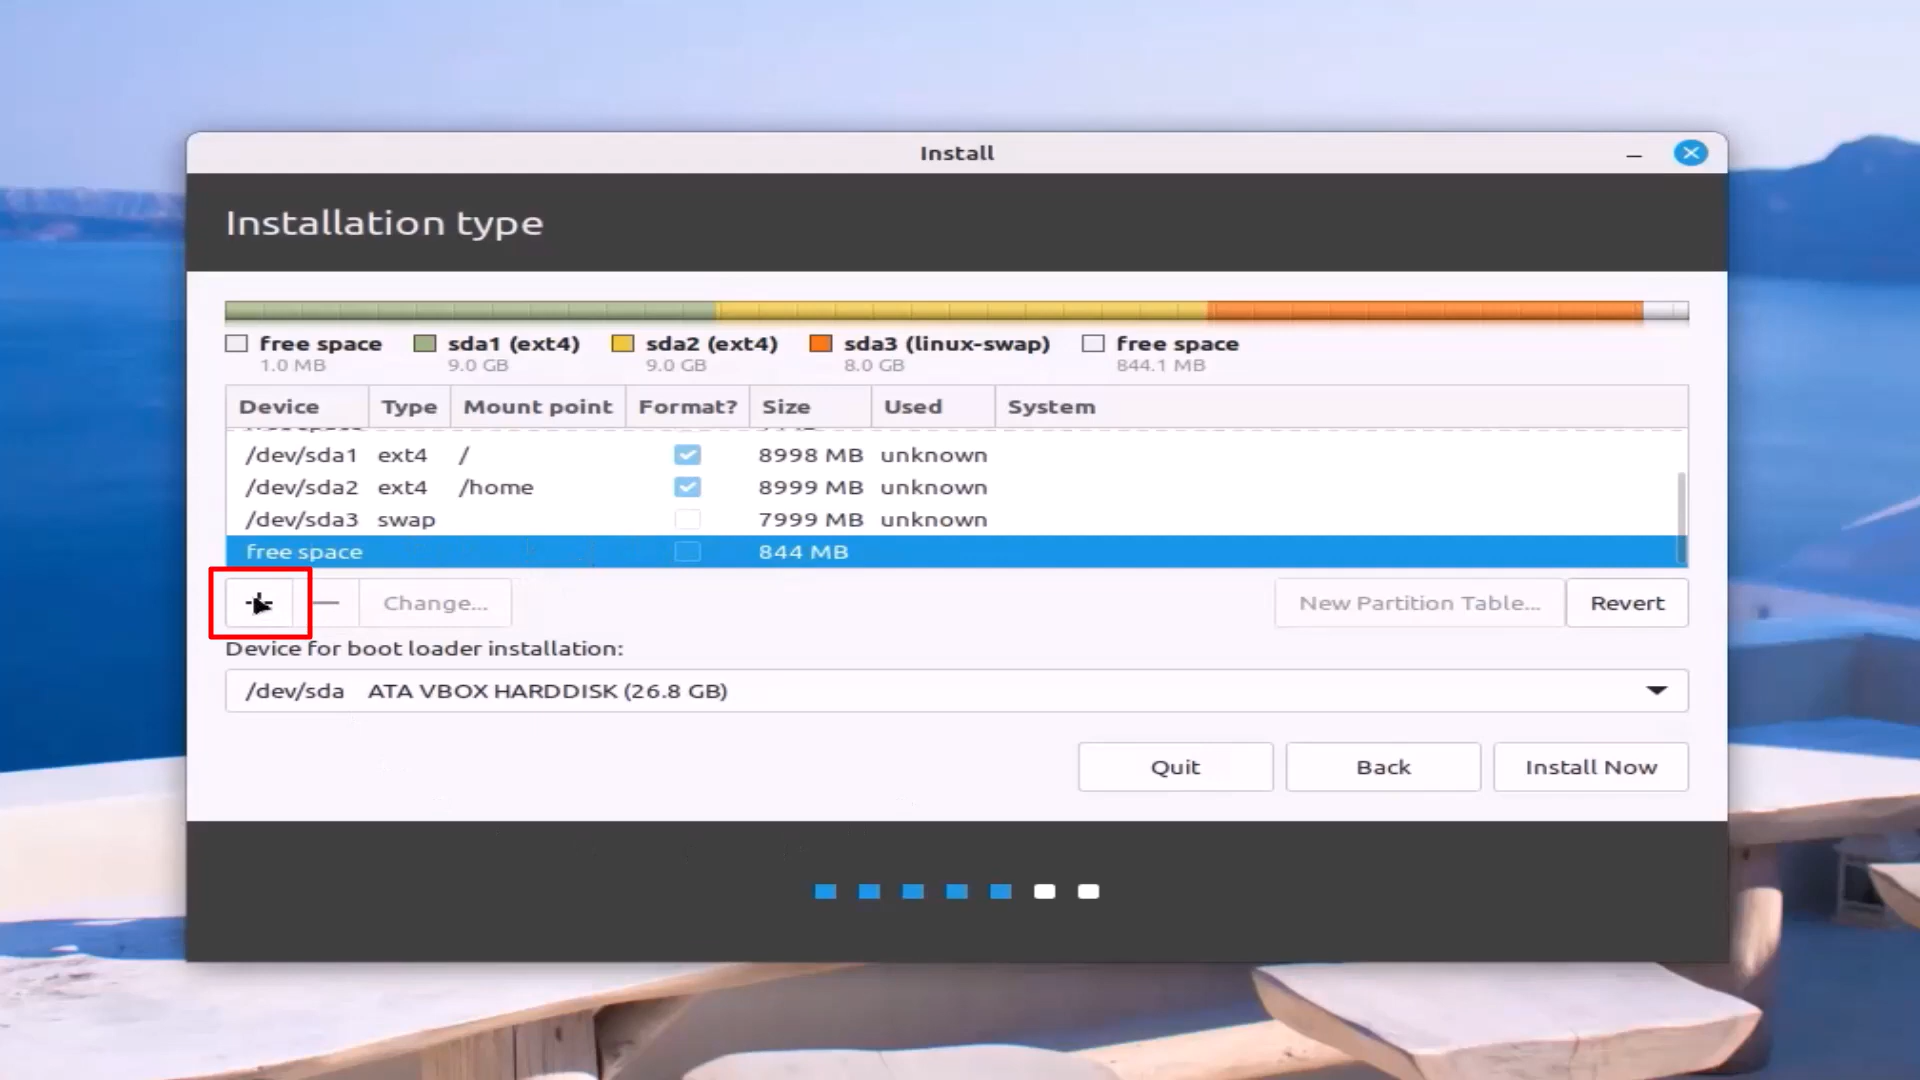 Install
Installation type
free space sda1 (ext4) sda2 (ext4) sda3 (linux-swap) free space
1.0 MB 9.0 GB 9.0 GB 8.0 GB 844.1 MB
Device Type Mount point Format? Size Used System
/dev/sda1 ext4 / 8998 MB unknown
/dev/sda2 ext4 /home 8999 MB unknown
/dev/sda3 swap 7999 MB unknown
free space 844 MB
+ — Change... New Partition Table... Revert
Device for boot loader installation:
/dev/sda ATA VBOX HARDDISK (26.8 GB)
Quit Back Install Now